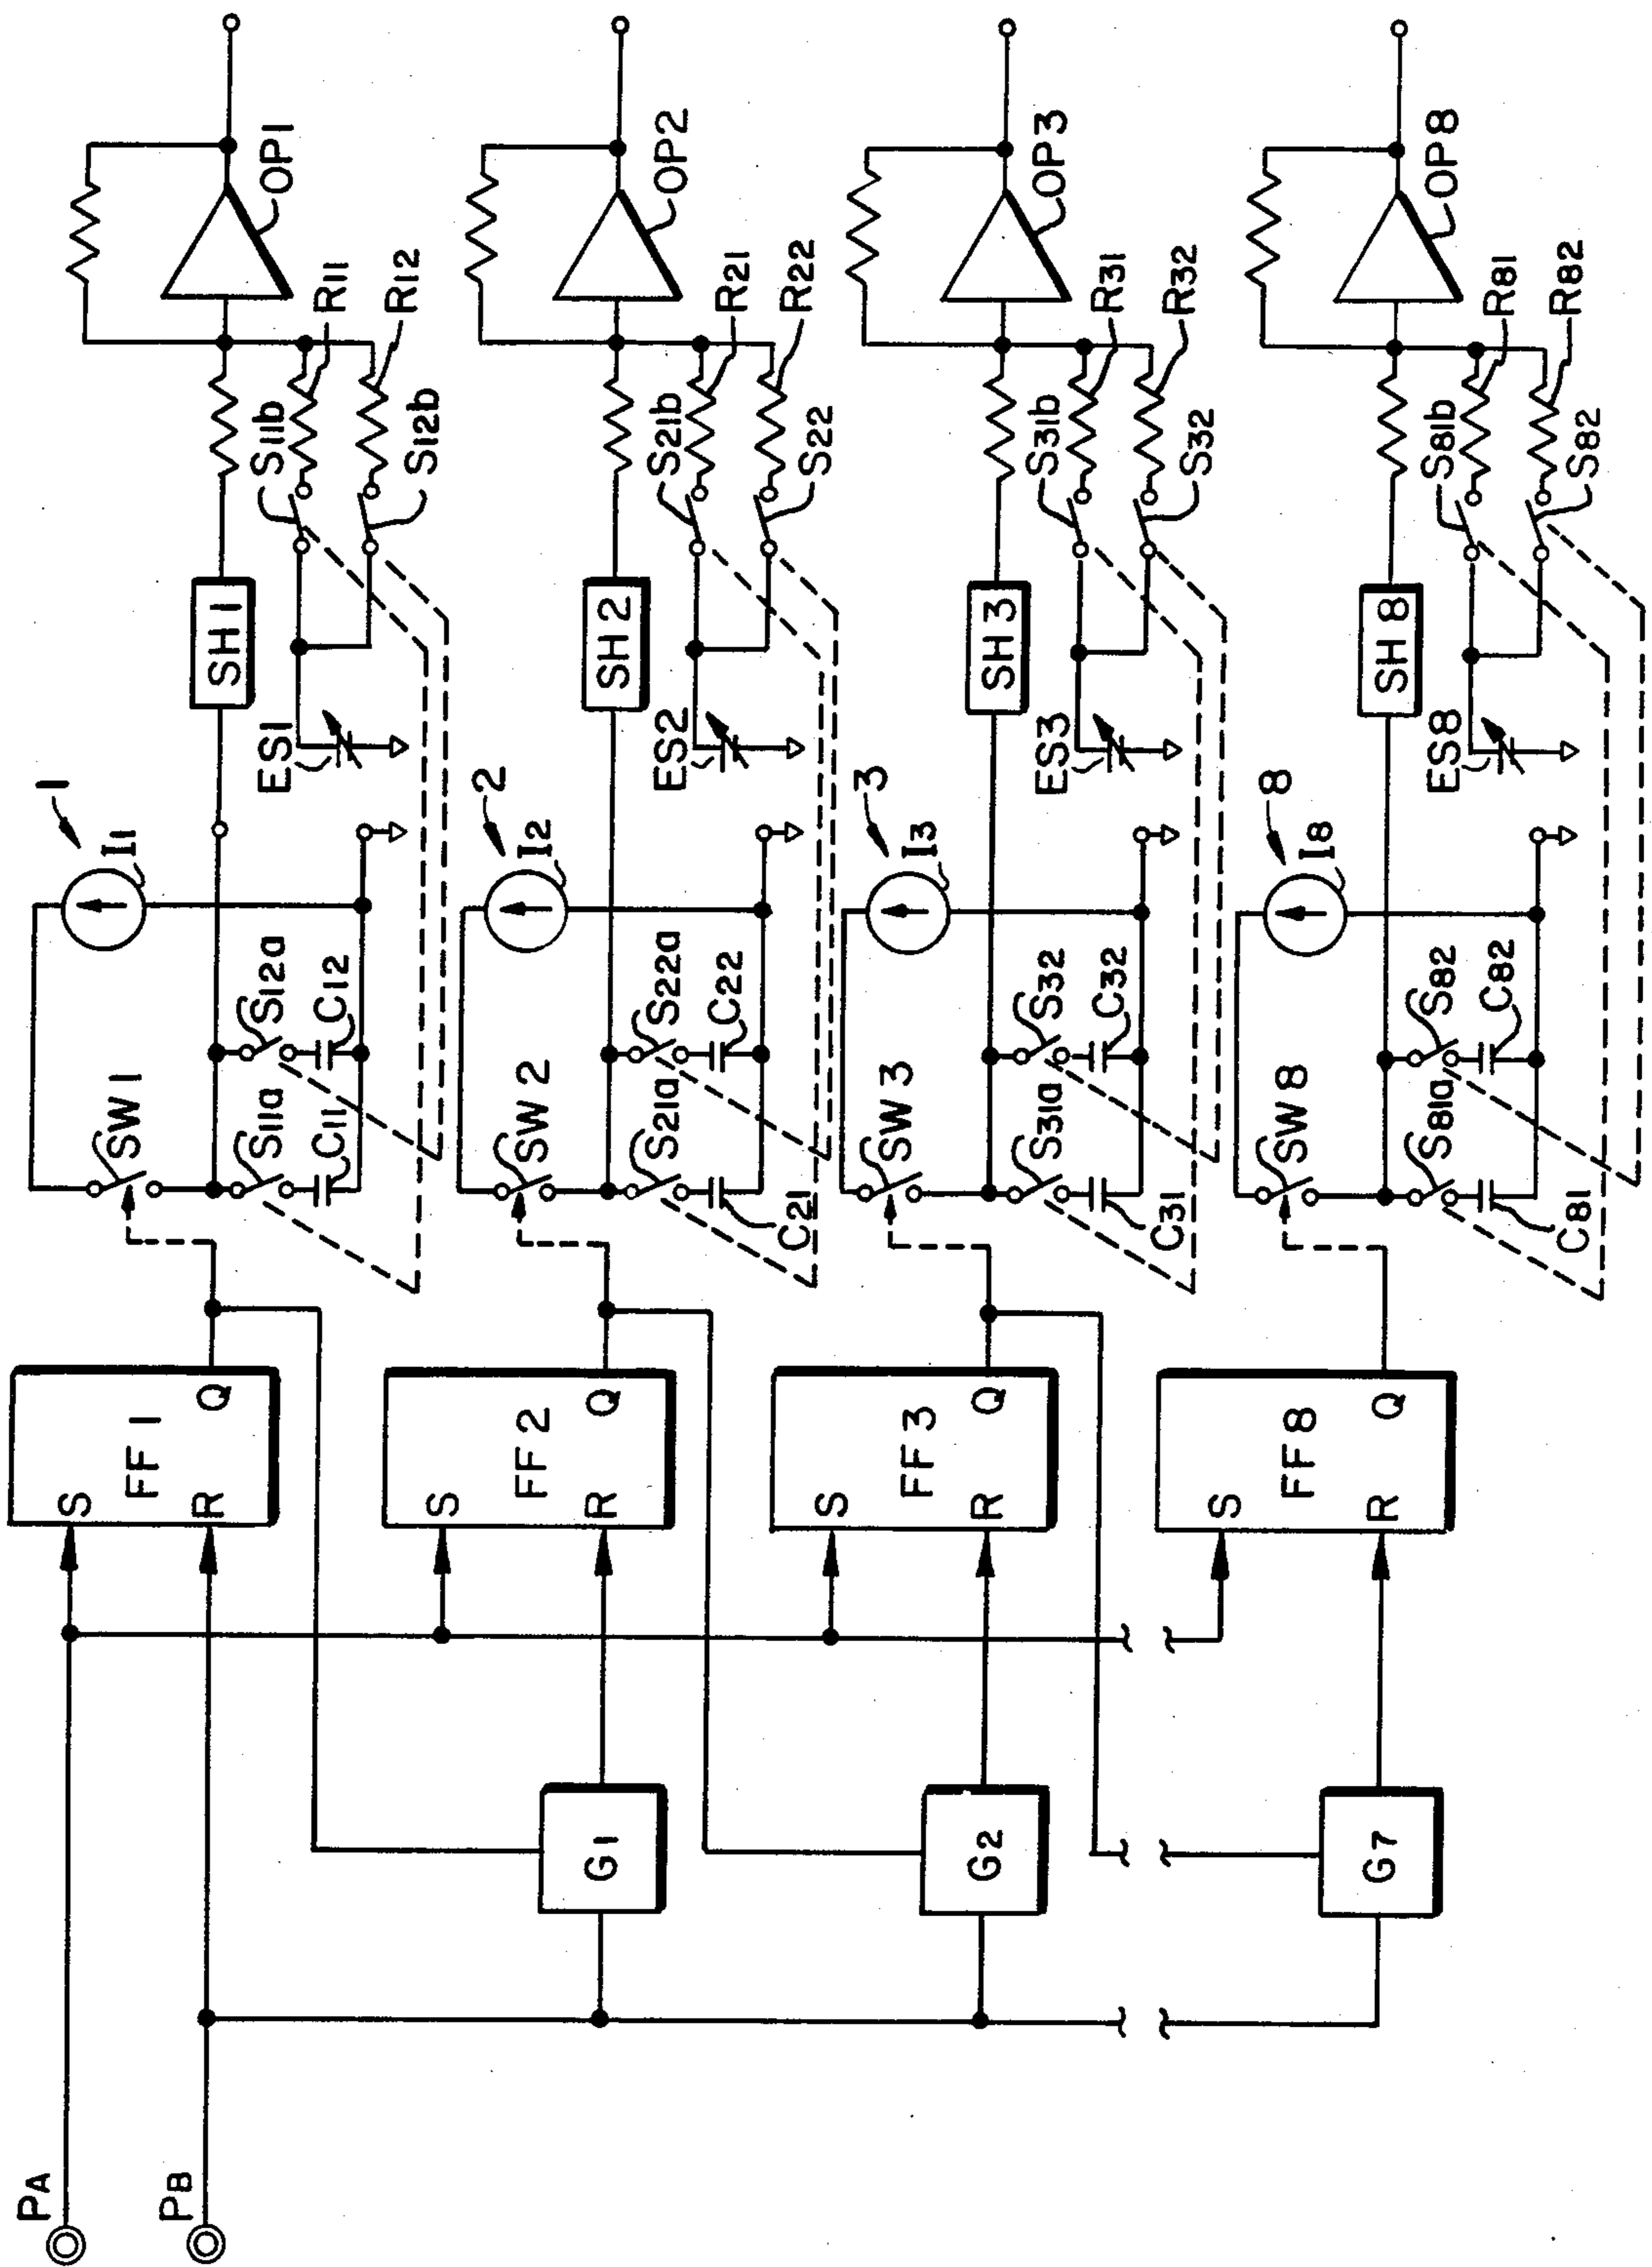 PA
PB
S
FF 1
R
Q
SW 1
1
I1
S11a
C11
S12a
C12
SH 1
ES1
S11b
R11
S12b
R12
OP1
G1
S
FF 2
R
Q
SW 2
2
I2
S21a
C21
S22a
C22
SH 2
ES2
S21b
R21
S22
R22
OP2
G2
S
FF 3
R
Q
SW 3
3
I3
S31a
C31
S32
C32
SH 3
ES3
S31b
R31
S32
R32
OP3
G7
S
FF 8
R
Q
SW 8
8
I8
S81a
C81
S82
C82
SH 8
ES8
S81b
R81
S82
R82
OP8